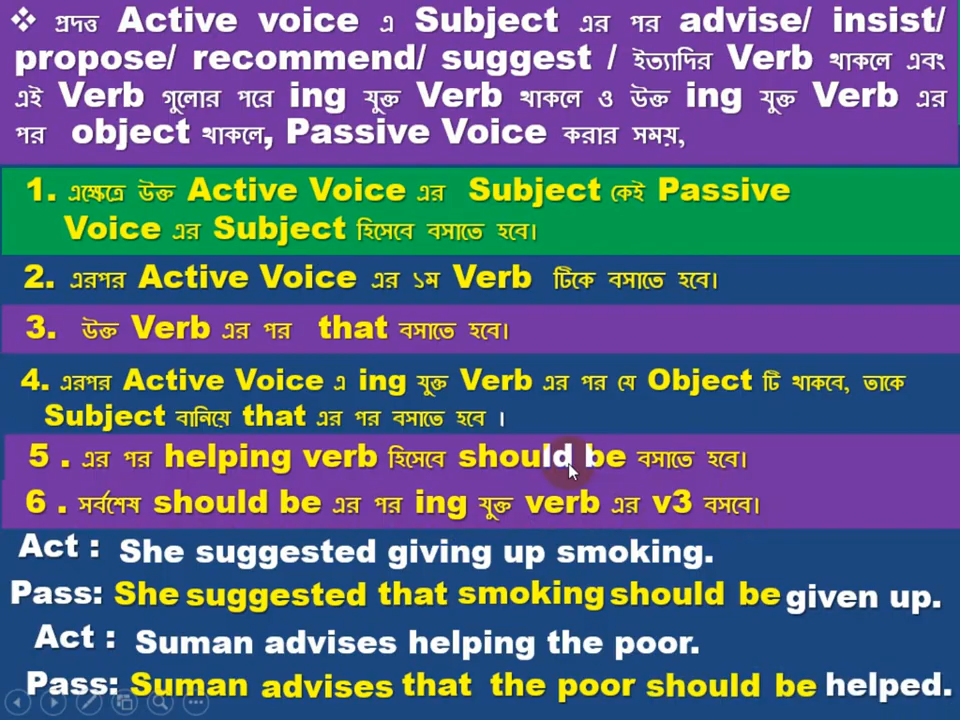 ❖ প্রদত্ত Active voice এ Subject এর পর advise/ insist/
propose/ recommend/ suggest / ইত্যাদির Verb থাকলে এবং
এই Verb গুলোর পরে ing যুক্ত Verb থাকলে ও উক্ত ing যুক্ত Verb এর
পর object থাকলে, Passive Voice করার সময়,
1. এক্ষেত্রে উক্ত Active Voice এর Subject কেই Passive
Voice এর Subject হিসেবে বসাতে হবে।
2. এরপর Active Voice এর ১ম Verb টিকে বসাতে হবে।
3. উক্ত Verb এর পর that বসাতে হবে।
4. এরপর Active Voice এ ing যুক্ত Verb এর পর যে Object টি থাকবে, তাকে
Subject বানিয়ে that এর পর বসাতে হবে ।
5 . এর পর helping verb হিসেবে should be বসাতে হবে।
6 . সর্বশেষ should be এর পর ing যুক্ত verb এর v3 বসবে।
Act : She suggested giving up smoking.
Pass: She suggested that smoking should be given up.
Act : Suman advises helping the poor.
Pass: Suman advises that the poor should be helped.